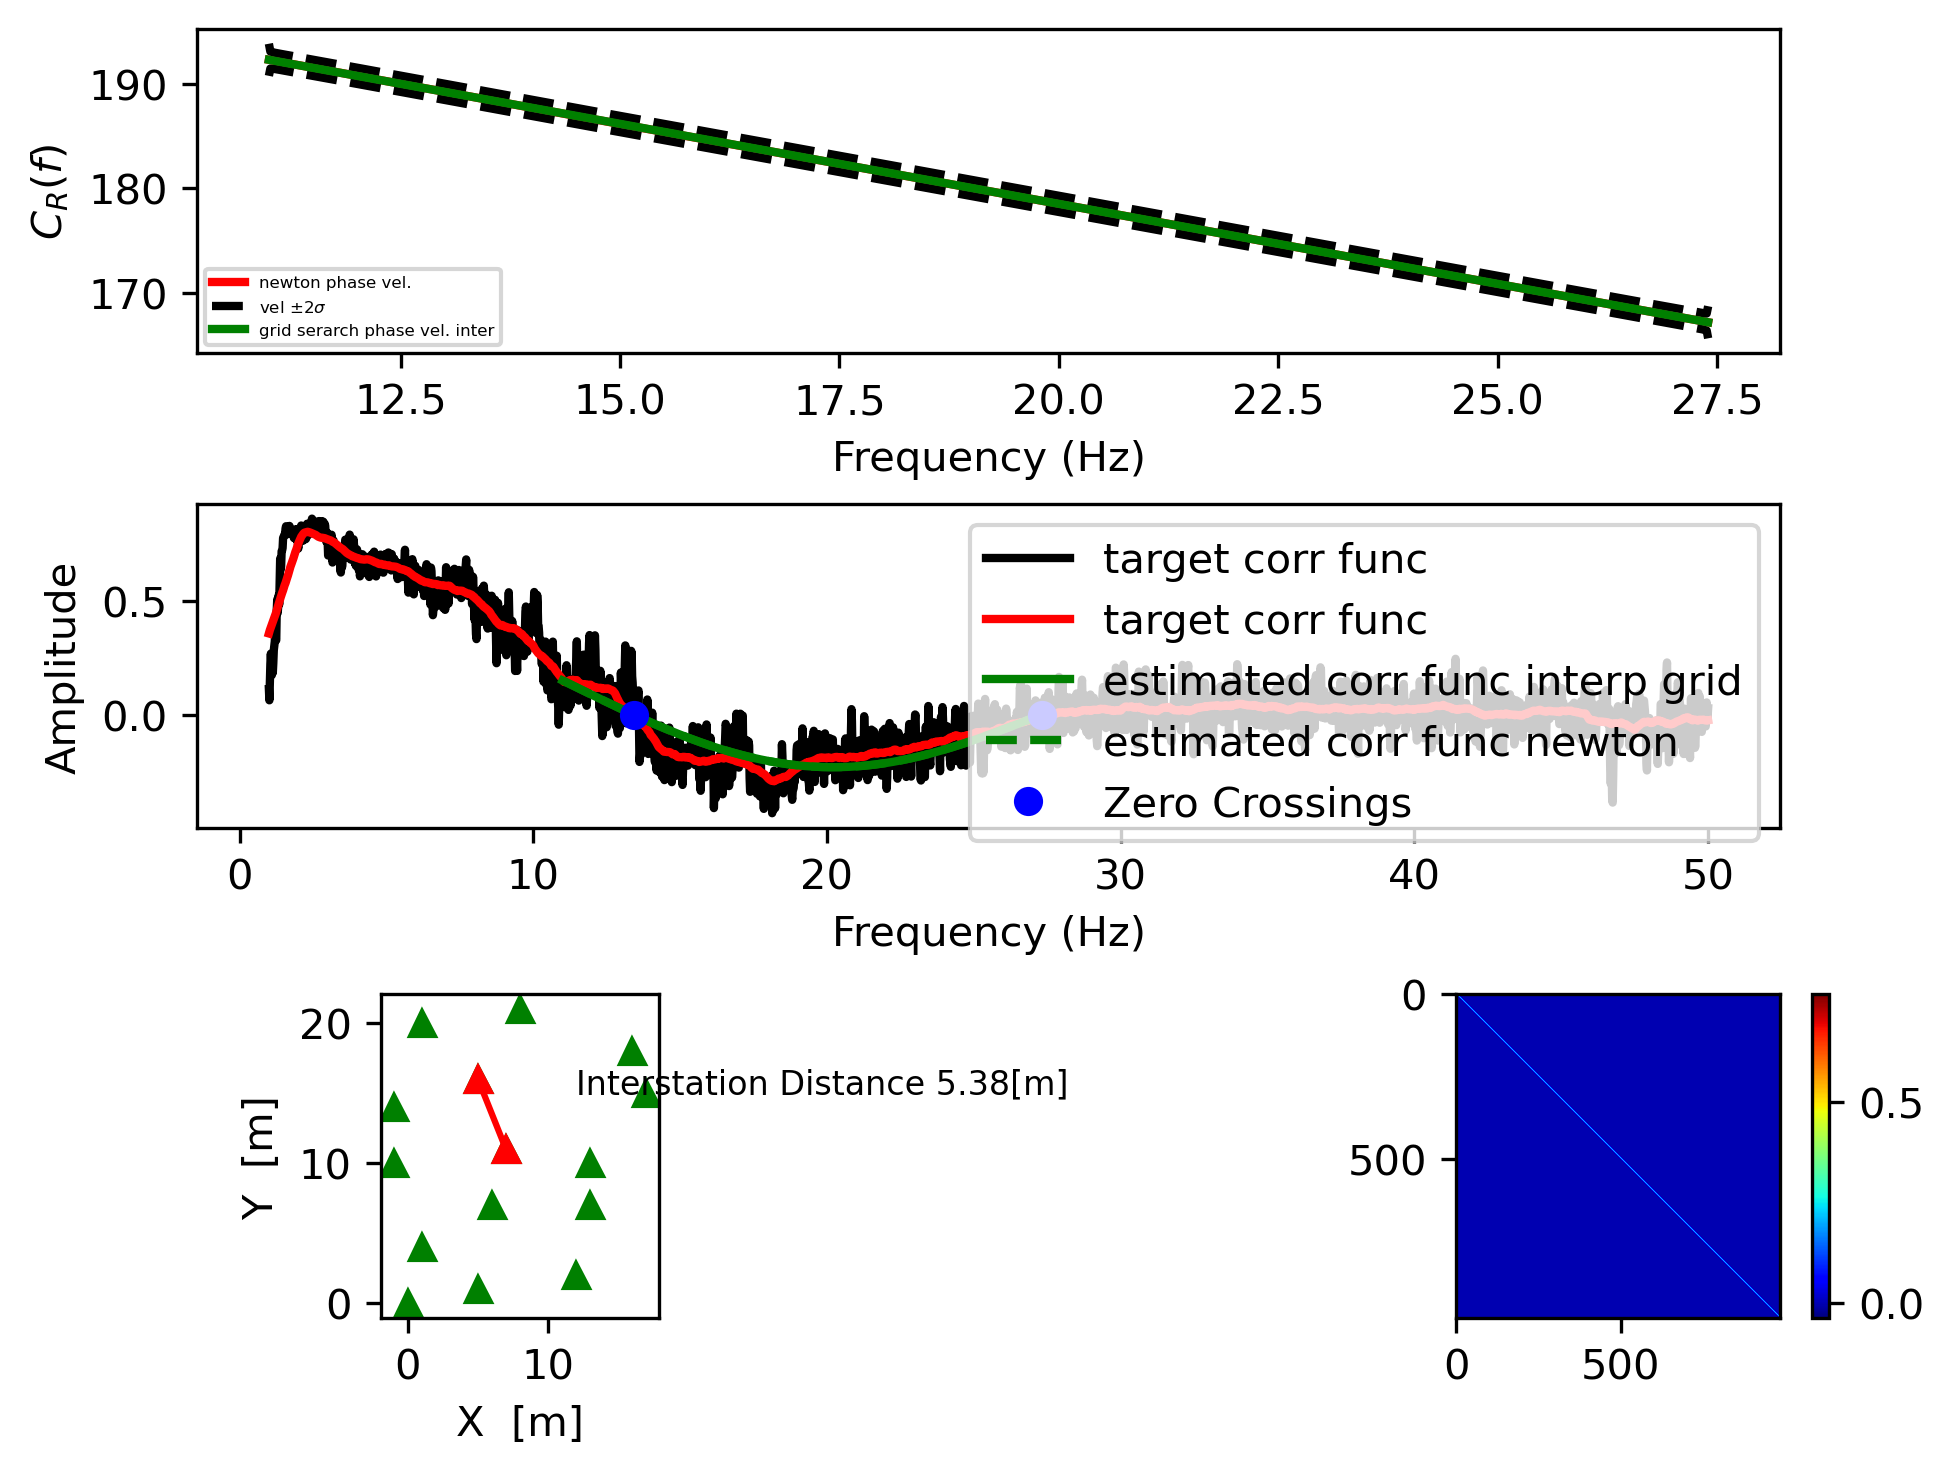 190
180
170
C_R(f)
newton phase vel.
vel ±2σ
grid serarch phase vel. inter
12.5 15.0 17.5 20.0 22.5 25.0 27.5
Frequency (Hz)
0.5
0.0
Amplitude
target corr func
target corr func
estimated corr func interp grid
estimated corr func newton
Zero Crossings
0 10 20 30 40 50
Frequency (Hz)
20
10
0
Y [m]
Interstation Distance 5.38[m]
0 10
X [m]
0
500
0 500
0.5
0.0